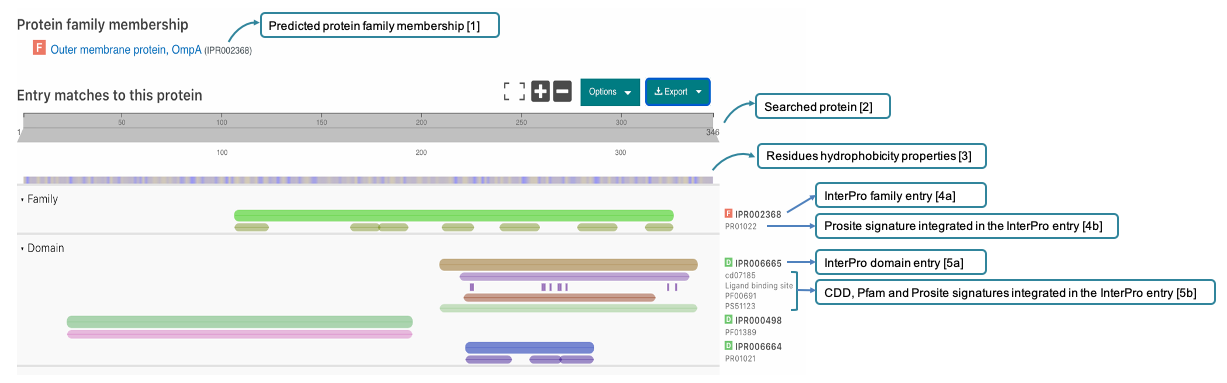 Protein family membership
Predicted protein family membership [1]
F Outer membrane protein, OmpA (IPR002368)
Entry matches to this protein
Options
Export
Searched protein [2]
50 100 150 200 250 300
1 346
100 200 300
Residues hydrophobicity properties [3]
Family
InterPro family entry [4a]
F IPR002368
PR01022
Prosite signature integrated in the InterPro entry [4b]
Domain
D IPR006665
InterPro domain entry [5a]
cd07185
Ligand binding site
PF00691
PS51123
CDD, Pfam and Prosite signatures integrated in the InterPro entry [5b]
D IPR000498
PF01389
D IPR006664
PR01021